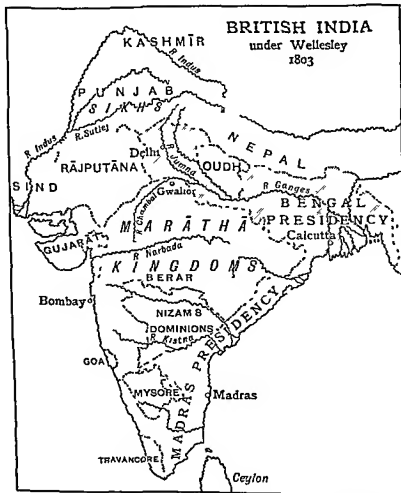 BRITISH INDIA
under Wellesley
1803
KASHMĪR
R Indus
PUNJAB
SIKHS
R Indus
R. Sutlej
Delhi
R Jumna
NEPAL
RĀJPUTĀNA
OUDH
SIND
Gwalior
R Chambal
R Ganges
BENGAL
PRESIDENCY
MARĀTHĀ
Calcutta
GUJARAT
R Narbada
KINGDOMS
BERAR
Bombay
NIZAMS
DOMINIONS
R Kistna
MADRAS PRESIDENCY
GOA
MYSORE
Madras
TRAVANCORE
Ceylon